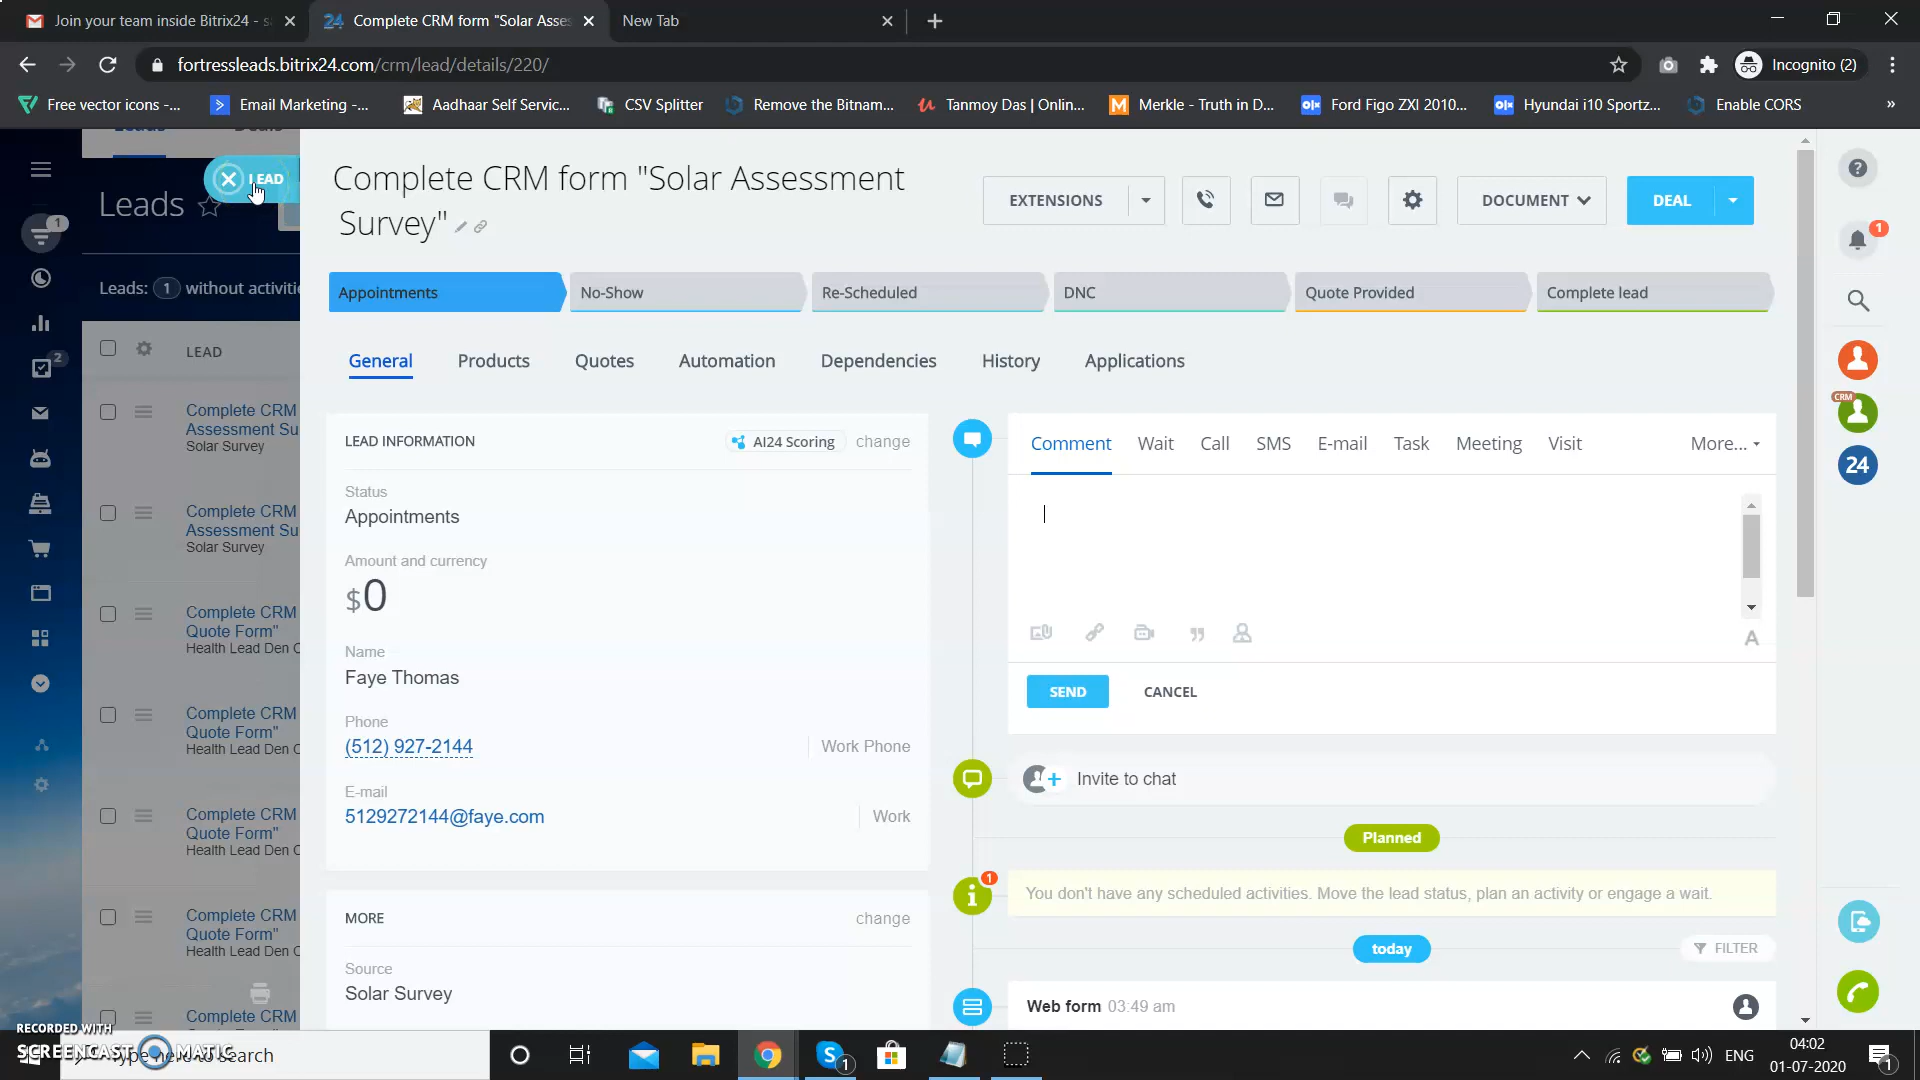 Join your team inside Bitrix24 - s
Complete CRM form "Solar Asses
New Tab
fortressleads.bitrix24.com/crm/lead/details/220/
Incognito (2)
Free vector icons -...
Email Marketing -...
Aadhaar Self Servic...
CSV Splitter
Remove the Bitnam...
Tanmoy Das | Onlin...
Merkle - Truth in D...
Ford Figo ZXI 2010...
Hyundai i10 Sportz...
Enable CORS
»
Leads
Deals
LEAD
Leads
1
Leads: 1 without activitie
2
LEAD
Complete CRM
Assessment Su
Solar Survey
Complete CRM
Assessment Su
Solar Survey
Complete CRM
Quote Form"
Health Lead Den C
Complete CRM
Quote Form"
Health Lead Den C
Complete CRM
Quote Form"
Health Lead Den C
Complete CRM
Quote Form"
Health Lead Den C
Complete CRM
Complete CRM form "Solar Assessment
Survey"
EXTENSIONS
DOCUMENT
DEAL
Appointments
No-Show
Re-Scheduled
DNC
Quote Provided
Complete lead
General
Products
Quotes
Automation
Dependencies
History
Applications
LEAD INFORMATION
AI24 Scoring
change
Status
Appointments
Amount and currency
$0
Name
Faye Thomas
Phone
(512) 927-2144
Work Phone
E-mail
5129272144@faye.com
Work
MORE
change
Source
Solar Survey
Comment
Wait
Call
SMS
E-mail
Task
Meeting
Visit
More...
A
SEND
CANCEL
Invite to chat
Planned
1
You don't have any scheduled activities. Move the lead status, plan an activity or engage a wait.
today
FILTER
Web form 03:49 am
1
CRM
24
RECORDED WITH
SCREENCAST MATIC
Type here to search
1
ENG
04:02
01-07-2020
1